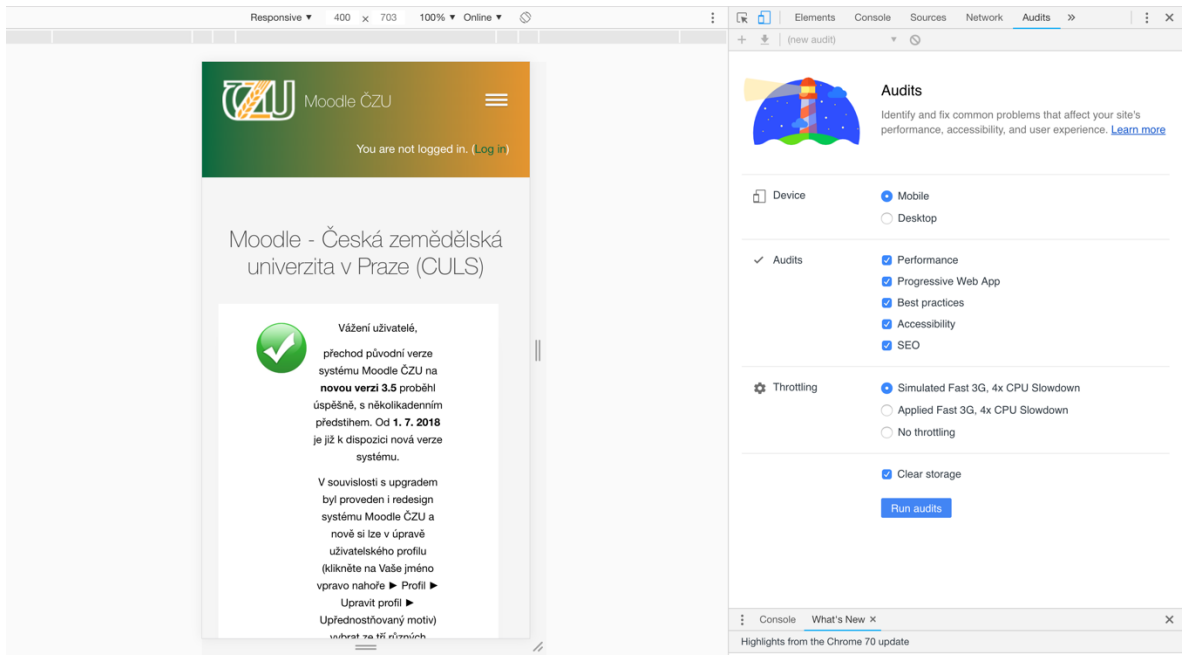 Responsive ▼ 400 x 703 100% ▼ Online ▼
Elements Console Sources Network Audits »
(new audit) ▼
ČZU Moodle ČZU
You are not logged in. (Log in)
Moodle - Česká zemědělská
univerzita v Praze (CULS)
Vážení uživatelé,
přechod původní verze
systému Moodle ČZU na
novou verzi 3.5 proběhl
úspěšně, s několikadenním
předstihem. Od 1. 7. 2018
je již k dispozici nová verze
systému.
V souvislosti s upgradem
byl proveden i redesign
systému Moodle ČZU a
nově si lze v úpravě
uživatelského profilu
(klikněte na Vaše jméno
vpravo nahoře ► Profil ►
Upravit profil ►
Upřednostňovaný motiv)
vybrat ze tří různých
Audits
Identify and fix common problems that affect your site's
performance, accessibility, and user experience. Learn more
Device
Mobile
Desktop
Audits
Performance
Progressive Web App
Best practices
Accessibility
SEO
Throttling
Simulated Fast 3G, 4x CPU Slowdown
Applied Fast 3G, 4x CPU Slowdown
No throttling
Clear storage
Run audits
Console What's New ×
Highlights from the Chrome 70 update